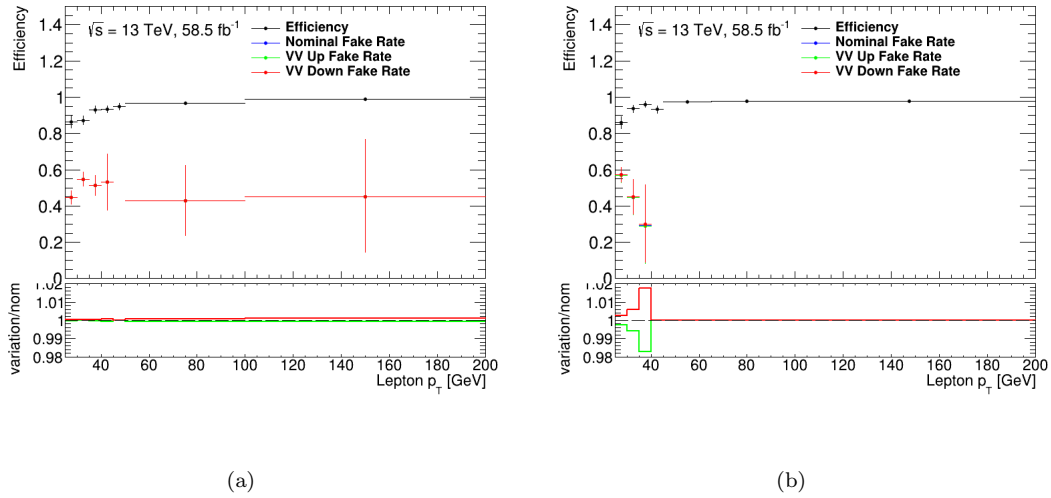 √s = 13 TeV, 58.5 fb⁻¹
Efficiency
Nominal Fake Rate
VV Up Fake Rate
VV Down Fake Rate
Efficiency
1.4
1.2
1
0.8
0.6
0.4
0.2
0
variation/nom
1.02
1.01
1
0.99
0.98
40 60 80 100 120 140 160 180 200
Lepton p_T [GeV]
(a)
√s = 13 TeV, 58.5 fb⁻¹
Efficiency
Nominal Fake Rate
VV Up Fake Rate
VV Down Fake Rate
Efficiency
1.4
1.2
1
0.8
0.6
0.4
0.2
0
variation/nom
1.02
1.01
1
0.99
0.98
40 60 80 100 120 140 160 180 200
Lepton p_T [GeV]
(b)